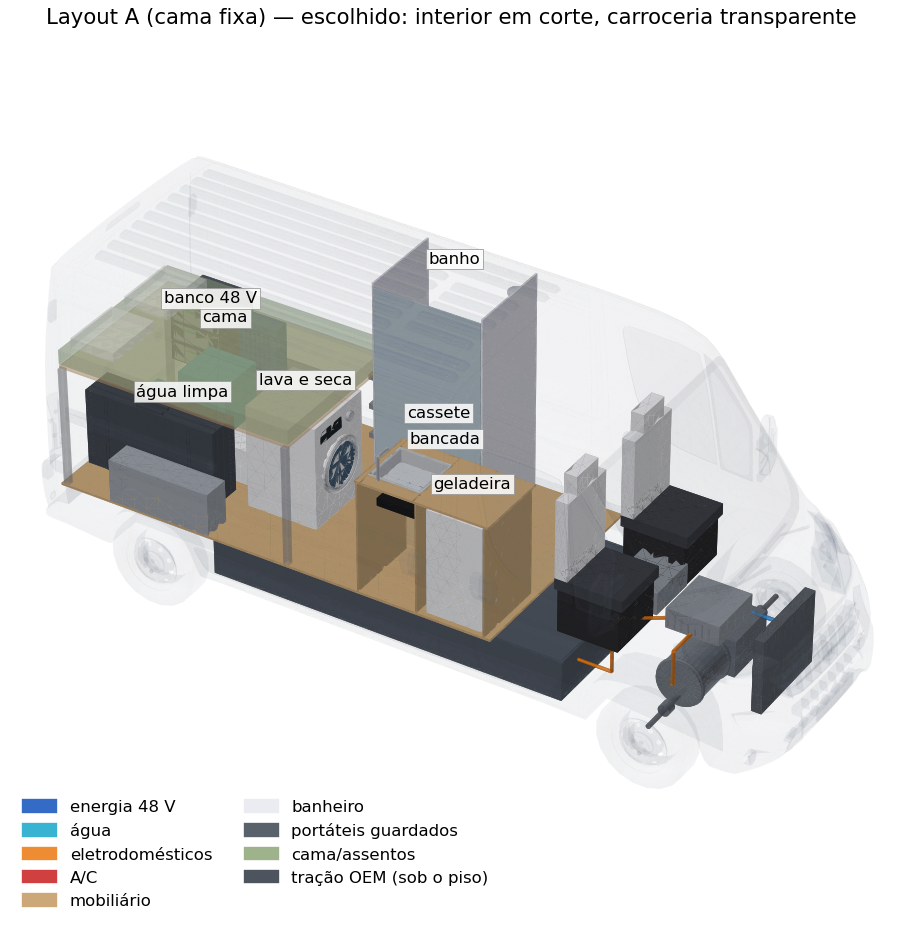 Layout A (cama fixa) — escolhido: interior em corte, carroceria transparente
banho
banco 48 V
cama
lava e seca
água limpa
cassete
bancada
geladeira
energia 48 V
água
eletrodomésticos
A/C
mobiliário
banheiro
portáteis guardados
cama/assentos
tração OEM (sob o piso)